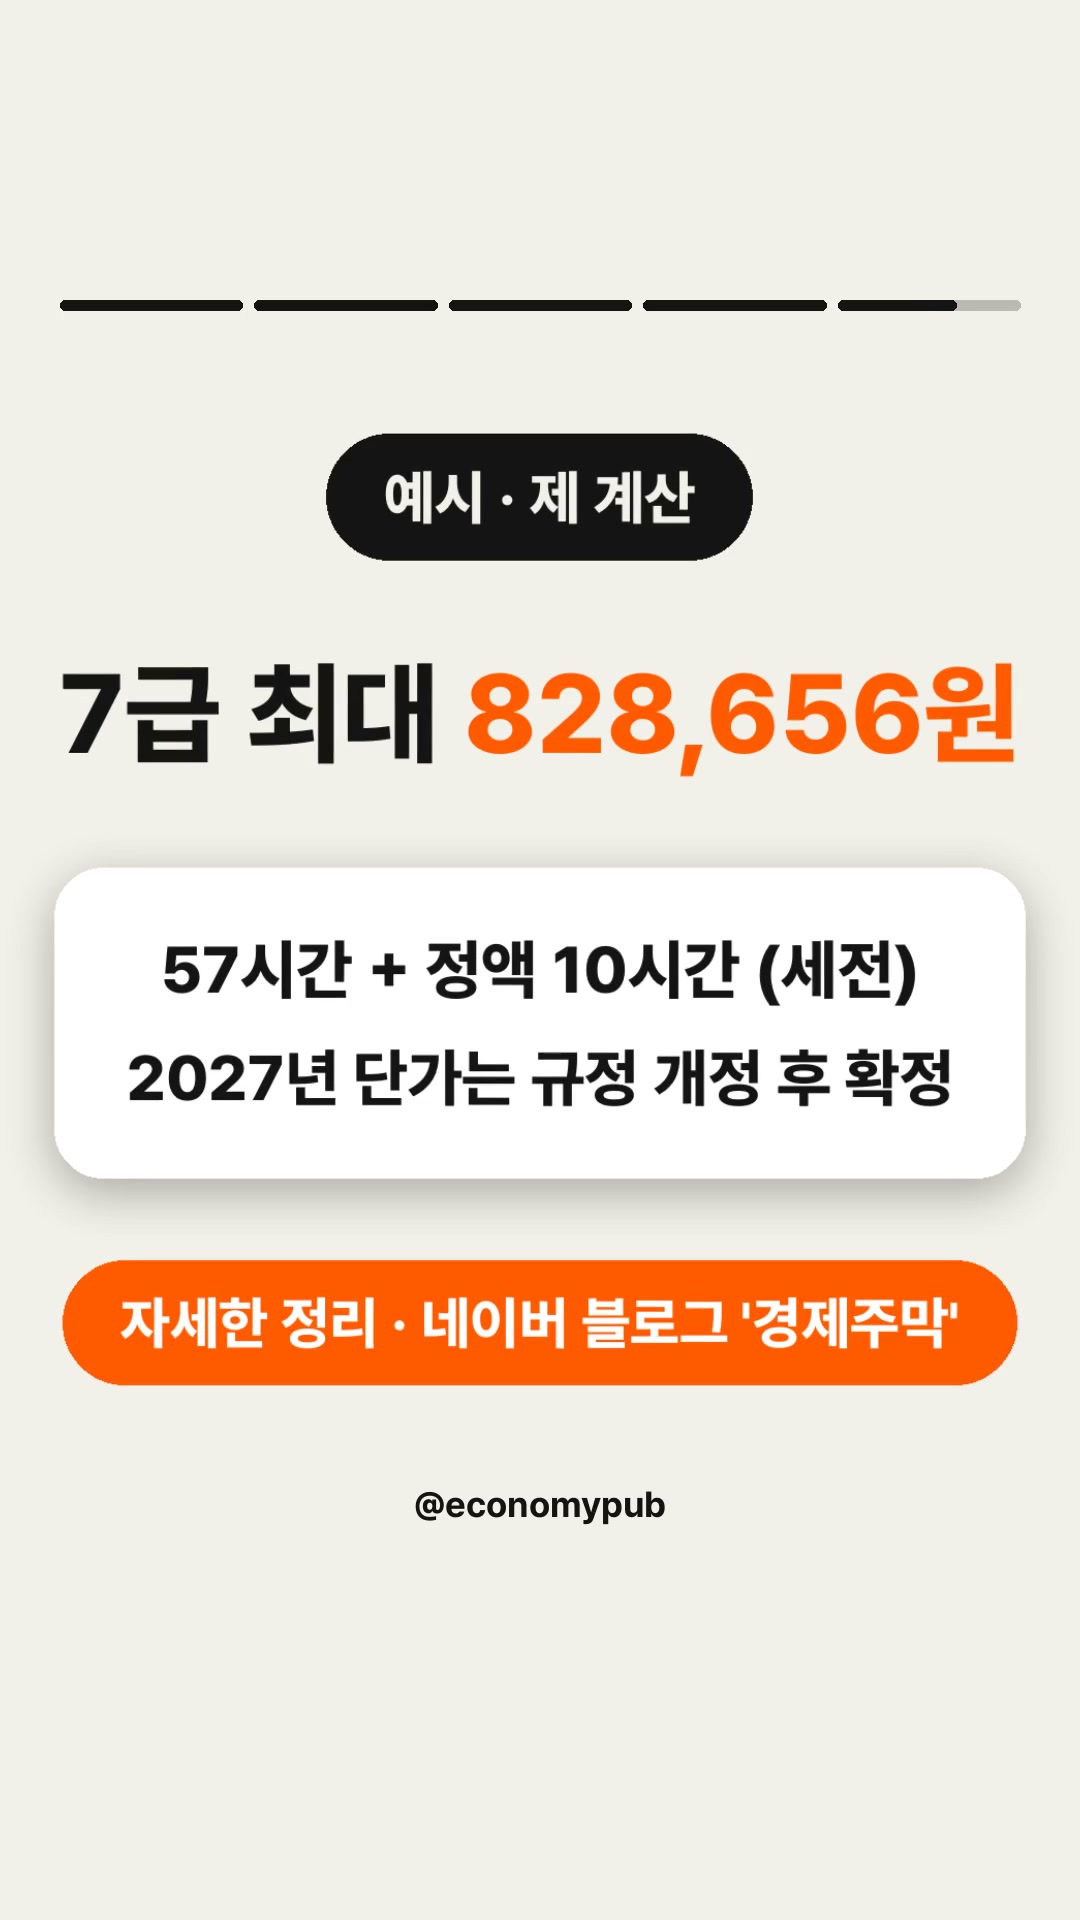 예시 · 제 계산
7급 최대 828,656원
57시간 + 정액 10시간 (세전)
2027년 단가는 규정 개정 후 확정
자세한 정리 · 네이버 블로그 '경제주막'
@economypub